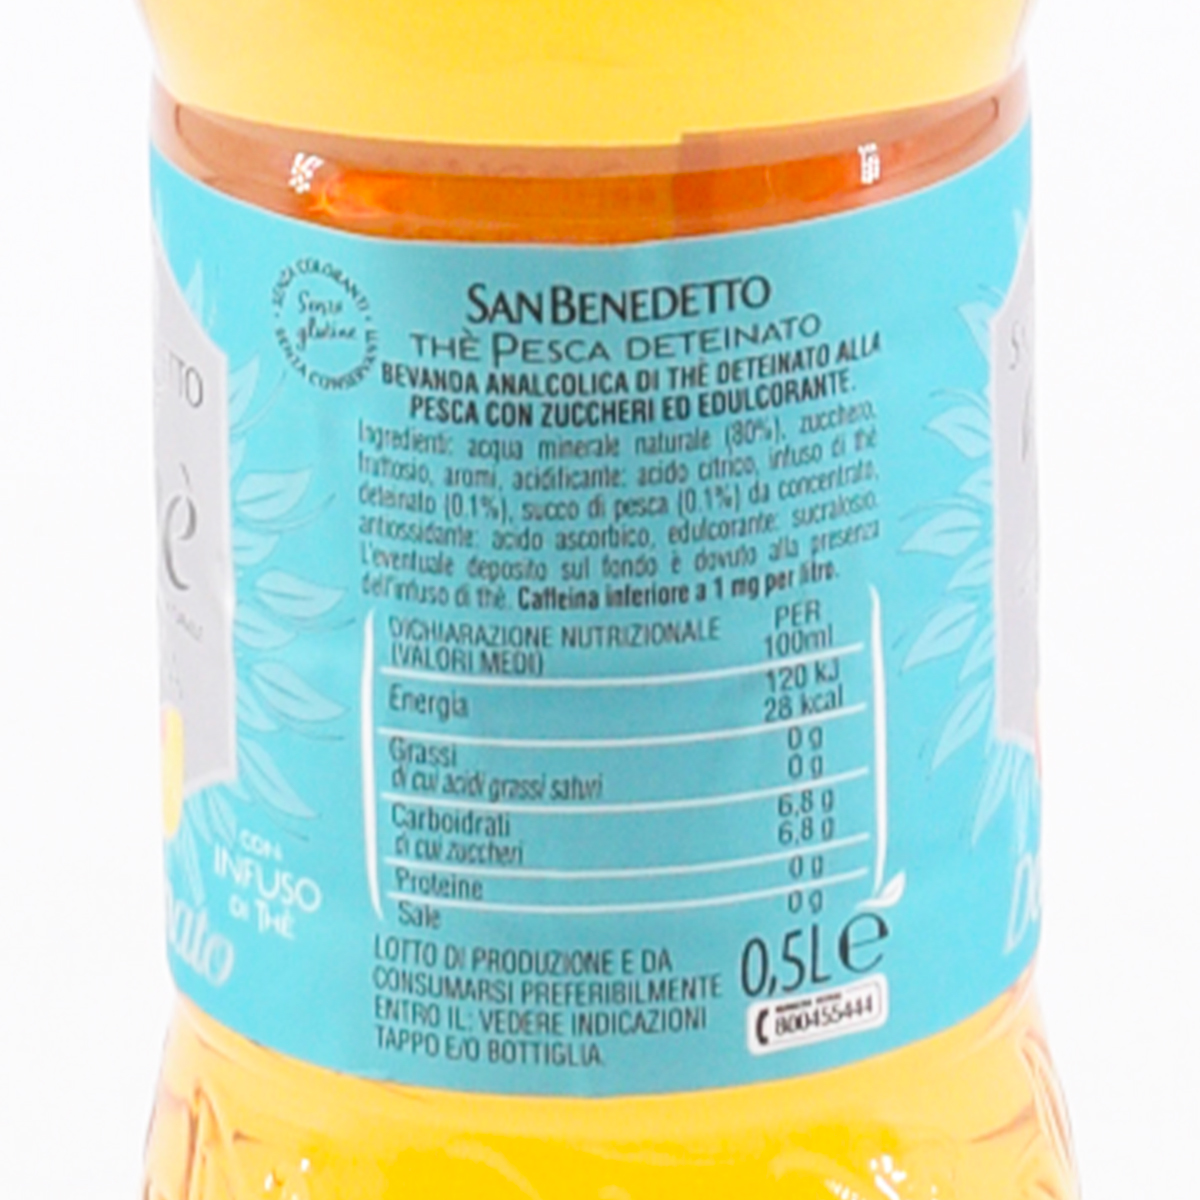 SENZA COLORANTI
SENZA CONSERVANTI
Senza
glutine
SAN BENEDETTO
THÈ PESCA DETEINATO
BEVANDA ANALCOLICA DI THÈ DETEINATO ALLA
PESCA CON ZUCCHERI ED EDULCORANTE.
Ingredienti: acqua minerale naturale (80%), zucchero,
fruttosio, aromi, acidificante: acido citrico, infuso di thè
deteinato (0.1%), succo di pesca (0.1%) da concentrato,
antiossidante: acido ascorbico, edulcorante: sucralosio.
L'eventuale deposito sul fondo è dovuto alla presenza
dell'infuso di thè. Caffeina inferiore a 1 mg per litro.
DICHIARAZIONE NUTRIZIONALE PER
(VALORI MEDI) 100ml
Energia 120 kJ
28 kcal
Grassi 0 g
di cui acidi grassi saturi 0 g
Carboidrati 6,8 g
di cui zuccheri 6,8 g
Proteine 0 g
Sale 0 g
LOTTO DI PRODUZIONE E DA
CONSUMARSI PREFERIBILMENTE
ENTRO IL: VEDERE INDICAZIONI
TAPPO E/O BOTTIGLIA.
0,5L e
800455444
CON
INFUSO
DI THÈ